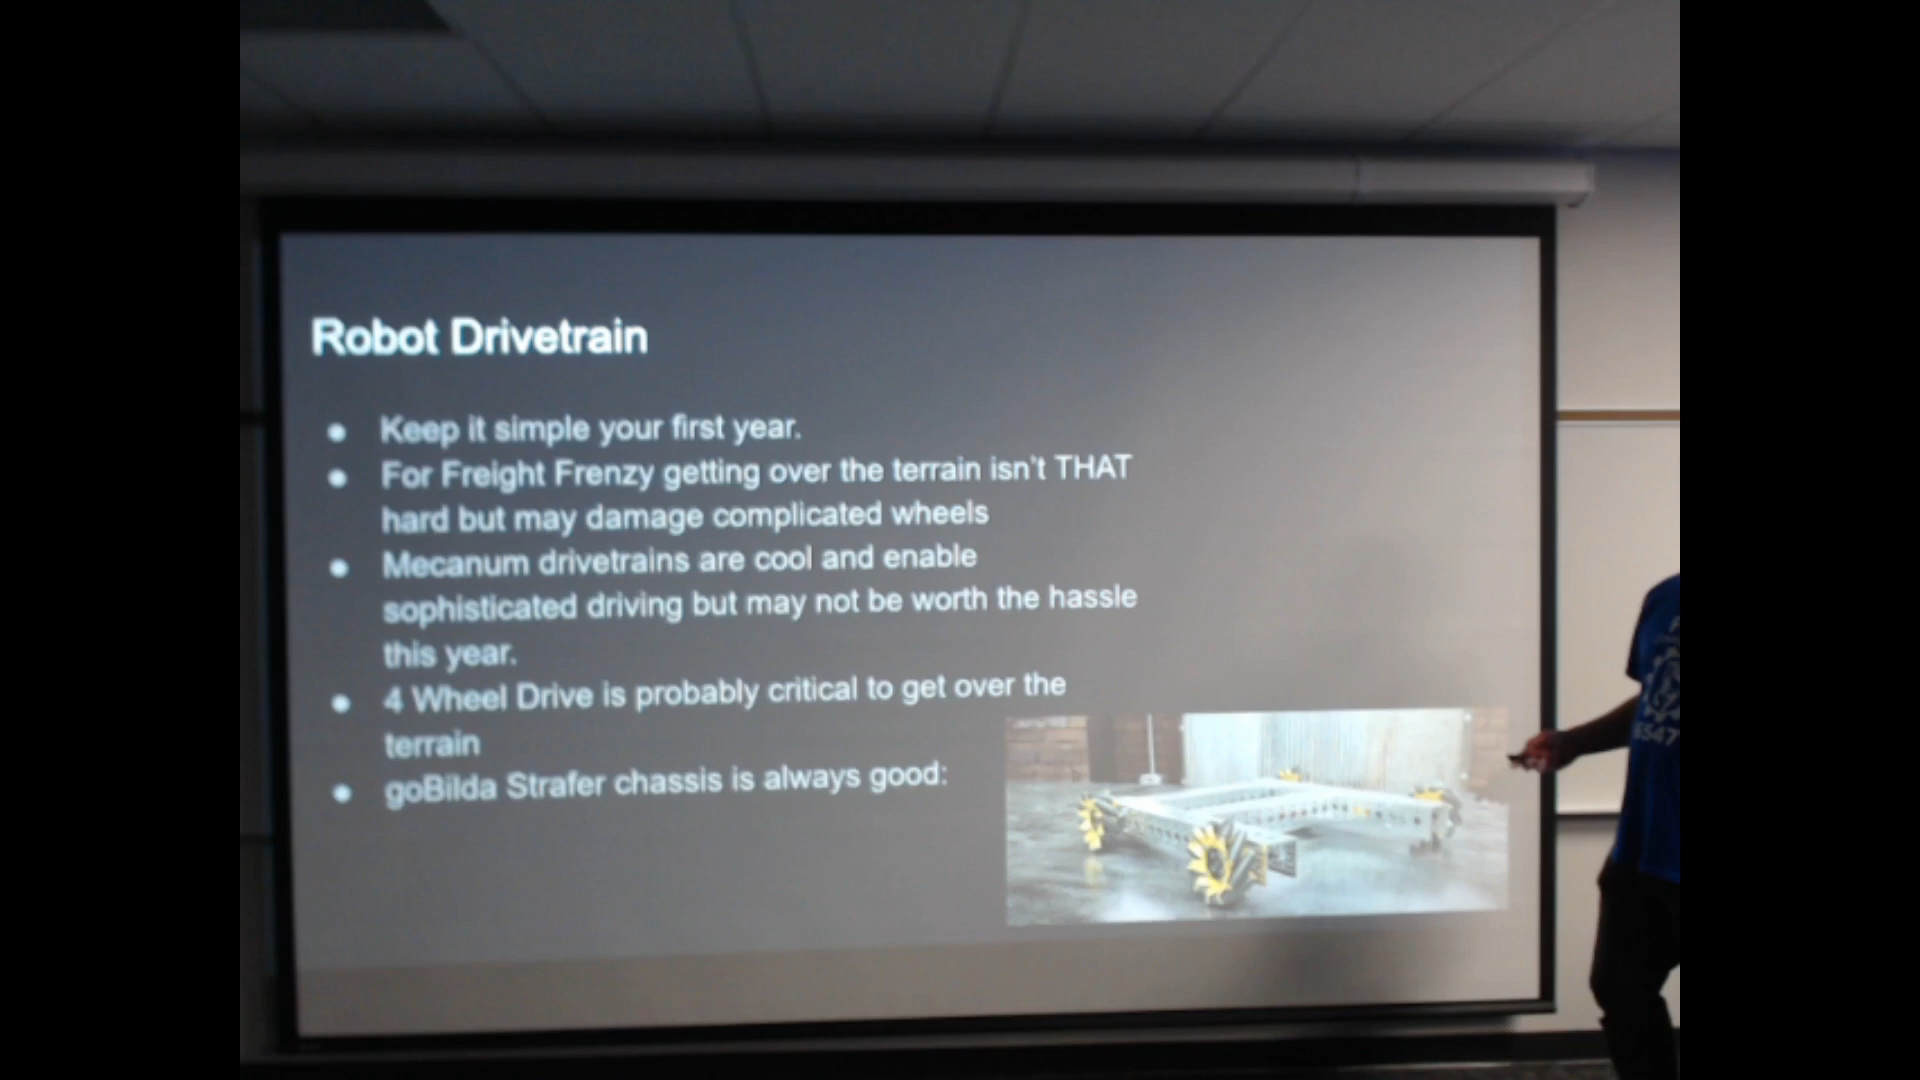 Robot Drivetrain
● Keep it simple your first year.
● For Freight Frenzy getting over the terrain isn't THAT
hard but may damage complicated wheels
● Mecanum drivetrains are cool and enable
sophisticated driving but may not be worth the hassle
this year.
● 4 Wheel Drive is probably critical to get over the
terrain
● goBilda Strafer chassis is always good:
6547